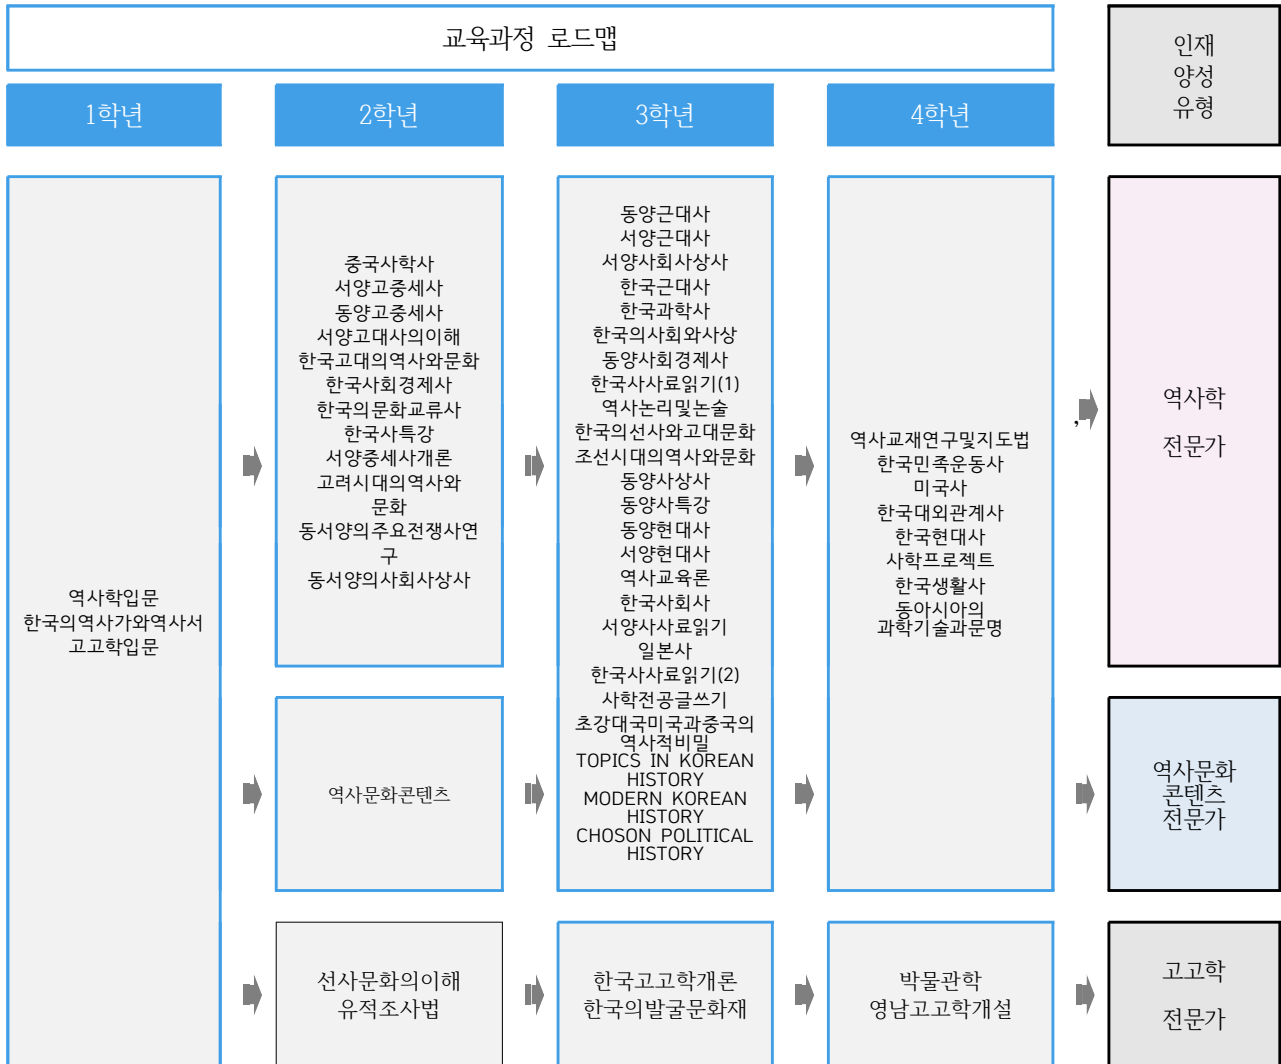 교육과정 로드맵
인재
양성
유형
1학년
2학년
3학년
4학년
역사학입문
한국의역사가와역사서
고고학입문
중국사학사
서양고중세사
동양고중세사
서양고대사의이해
한국고대의역사와문화
한국사회경제사
한국의문화교류사
한국사특강
서양중세사개론
고려시대의역사와
문화
동서양의주요전쟁사연
구
동서양의사회사상사
동양근대사
서양근대사
서양사회사상사
한국근대사
한국과학사
한국의사회와사상
동양사회경제사
한국사사료읽기(1)
역사논리및논술
한국의선사와고대문화
조선시대의역사와문화
동양사상사
동양사특강
동양현대사
서양현대사
역사교육론
한국사회사
서양사사료읽기
일본사
한국사사료읽기(2)
사학전공글쓰기
초강대국미국과중국의
역사적비밀
TOPICS IN KOREAN
HISTORY
MODERN KOREAN
HISTORY
CHOSON POLITICAL
HISTORY
역사교재연구및지도법
한국민족운동사
미국사
한국대외관계사
한국현대사
사학프로젝트
한국생활사
동아시아의
과학기술과문명
,
역사학
전문가
역사문화콘텐츠
역사문화
콘텐츠
전문가
선사문화의이해
유적조사법
한국고고학개론
한국의발굴문화재
박물관학
영남고고학개설
고고학
전문가